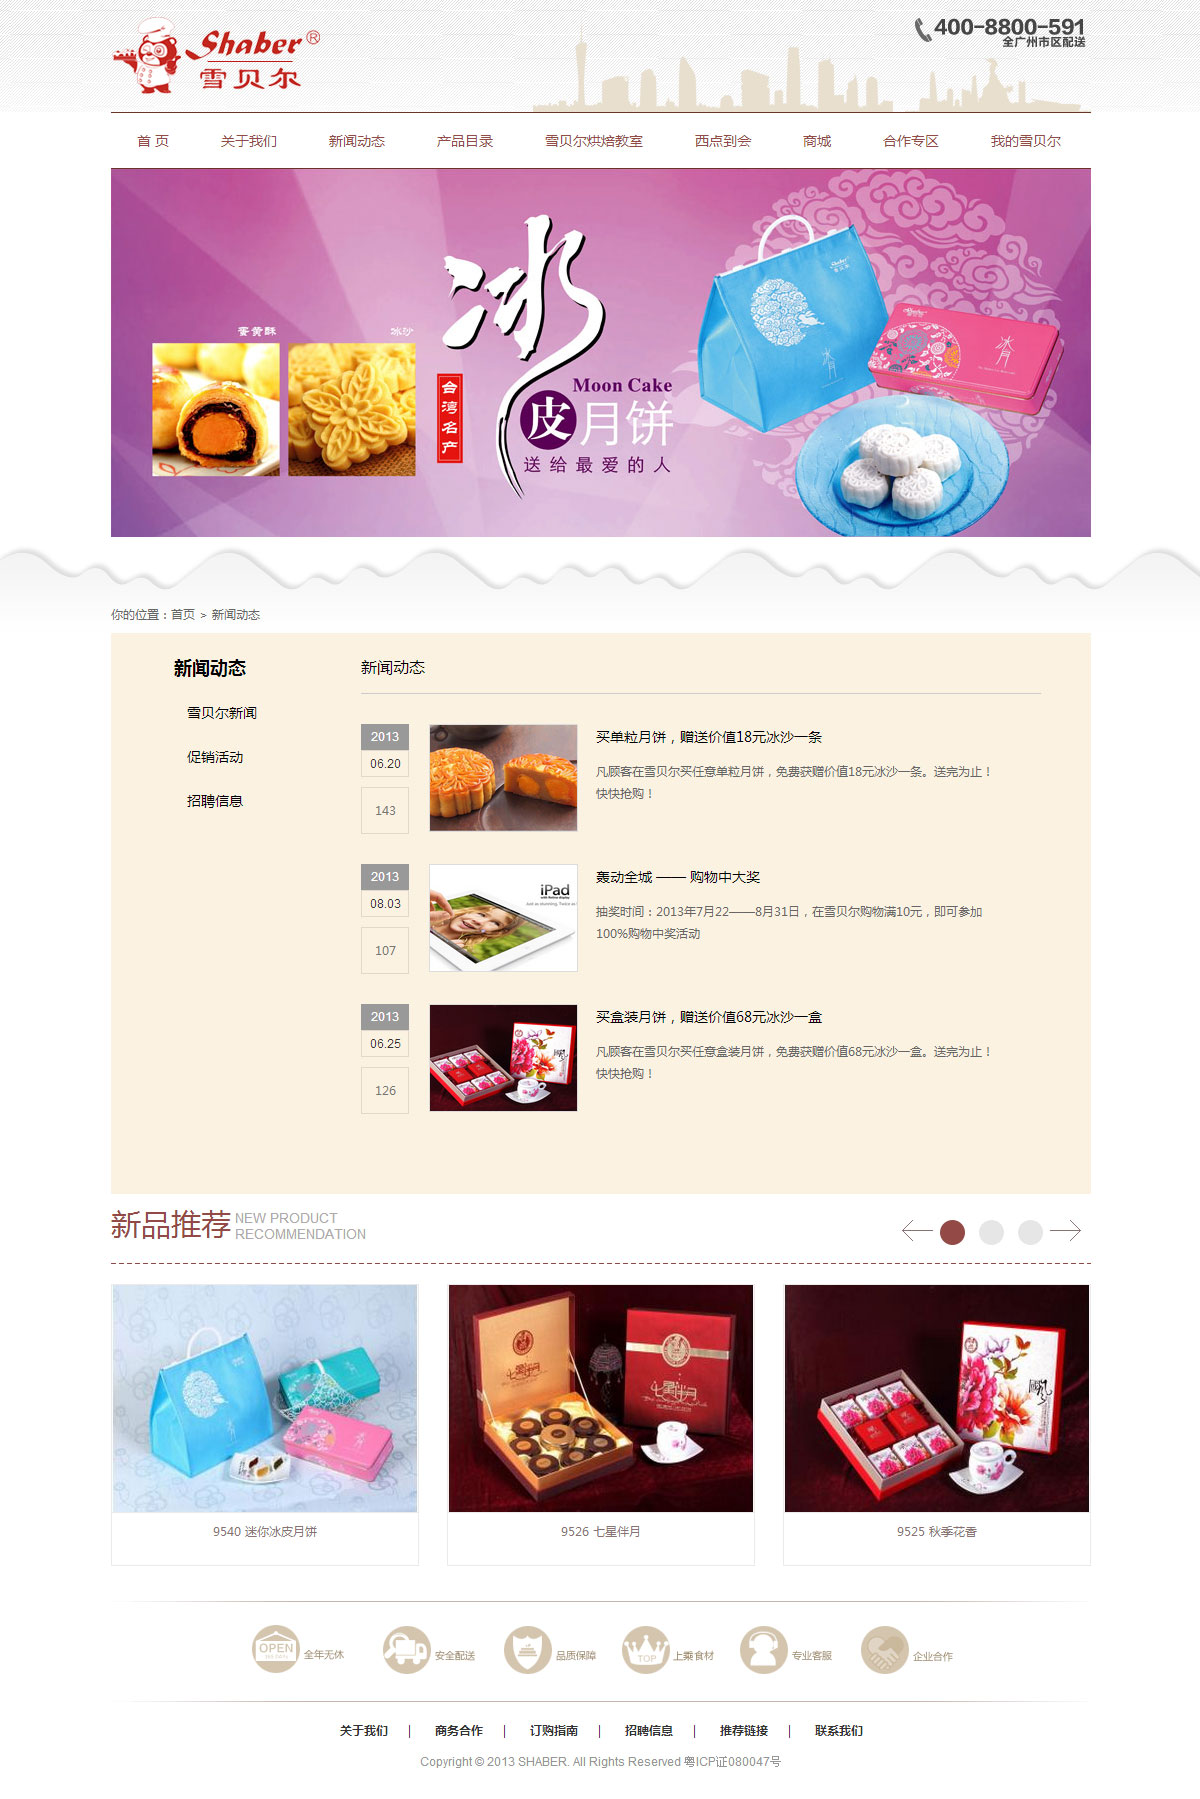 Shaber®
雪贝尔
400-8800-591
全广州市区配送
首 页 关于我们 新闻动态 产品目录 雪贝尔烘焙教室 西点到会 商城 合作专区 我的雪贝尔
蛋黄酥 冰沙
台湾名产
冰
皮月饼
Moon Cake
送给最爱的人
Shaber
雪贝尔
冰月
冰月
你的位置：首页 > 新闻动态
新闻动态
雪贝尔新闻
促销活动
招聘信息
新闻动态
2013
06.20
143
买单粒月饼，赠送价值18元冰沙一条
凡顾客在雪贝尔买任意单粒月饼，免费获赠价值18元冰沙一条。送完为止！
快快抢购！
2013
08.03
107
iPad
轰动全城 —— 购物中大奖
抽奖时间：2013年7月22——8月31日，在雪贝尔购物满10元，即可参加
100%购物中奖活动
2013
06.25
126
买盒装月饼，赠送价值68元冰沙一盒
凡顾客在雪贝尔买任意盒装月饼，免费获赠价值68元冰沙一盒。送完为止！
快快抢购！
新品推荐
NEW PRODUCT
RECOMMENDATION
Shaber
七星伴月
9540 迷你冰皮月饼
9526 七星伴月
9525 秋季花香
OPEN 全年无休
安全配送
品质保障
TOP 上乘食材
专业客服
企业合作
关于我们 | 商务合作 | 订购指南 | 招聘信息 | 推荐链接 | 联系我们
Copyright © 2013 SHABER. All Rights Reserved 粤ICP证080047号